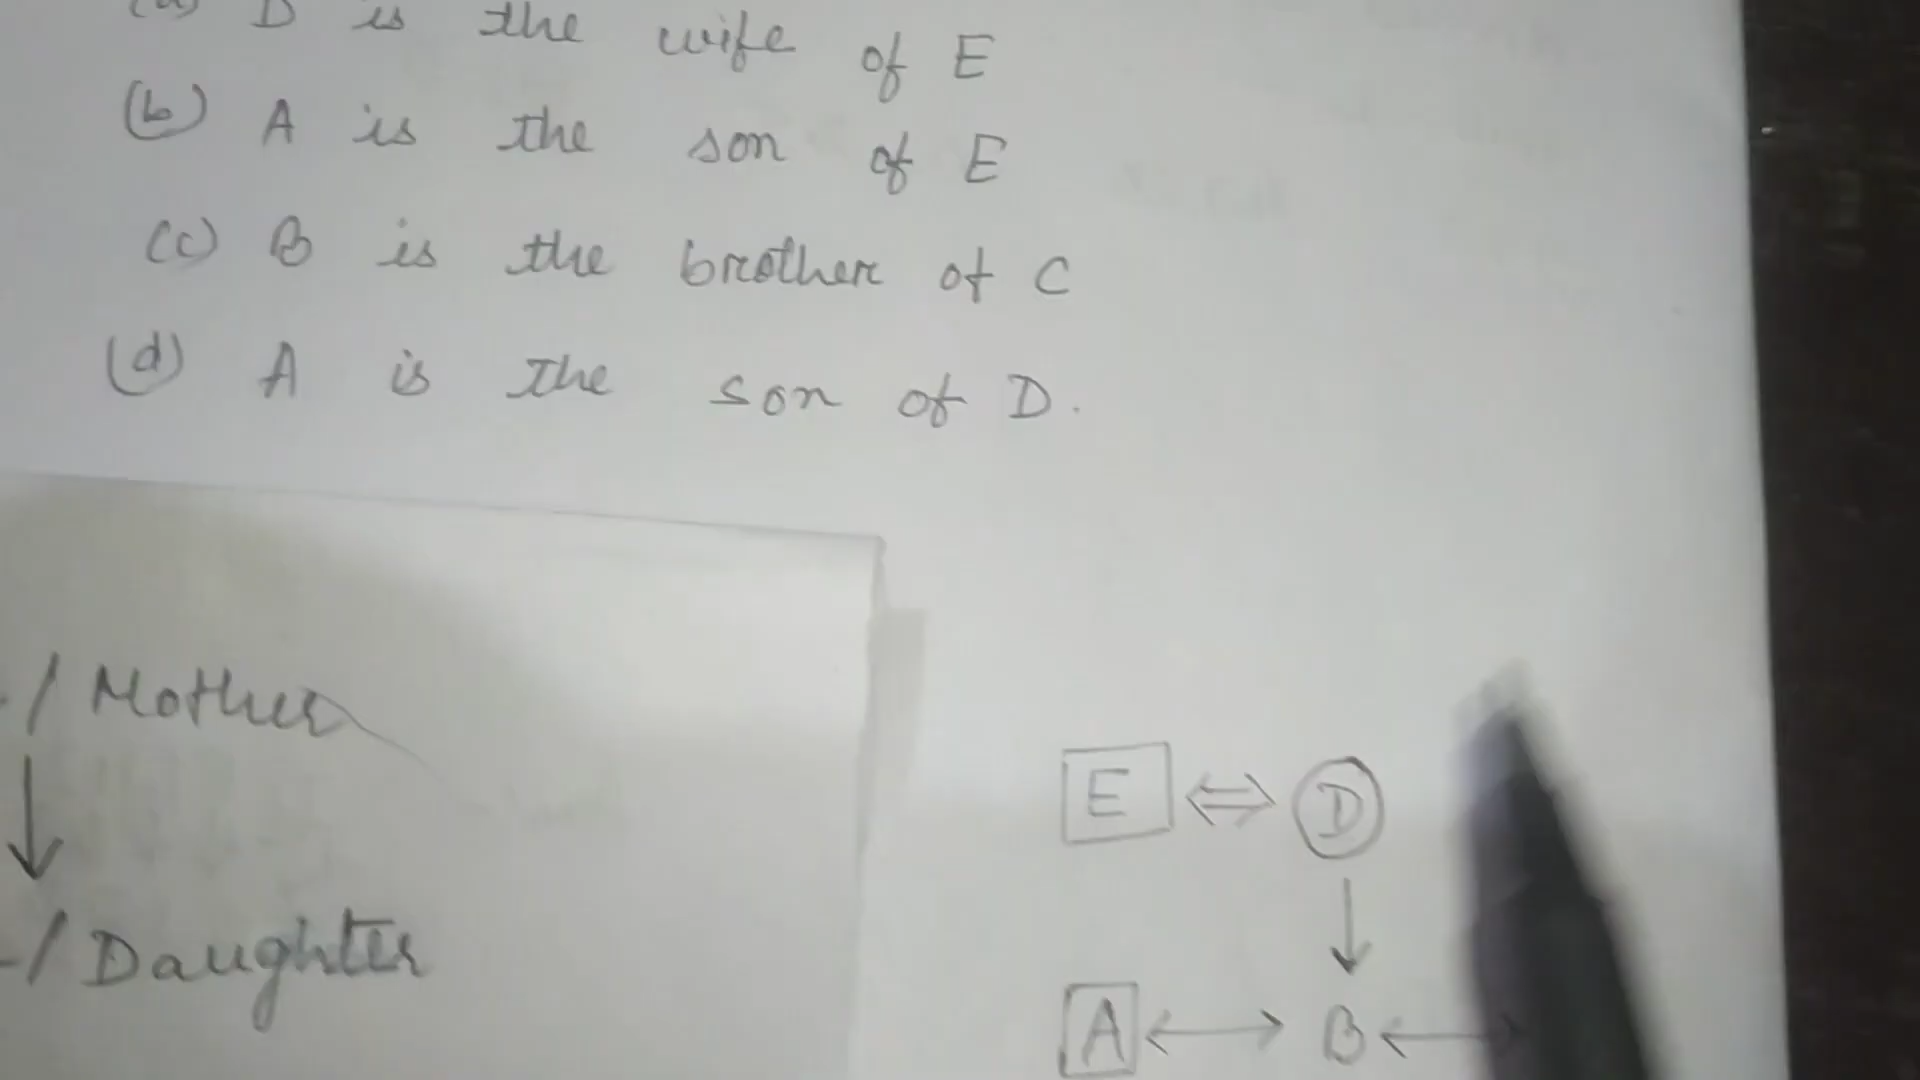 (a) D is the wife of E
(b) A is the son of E
(c) B is the brother of C
(d) A is the son of D.
/ Mother
/ Daughter
E ⇔ D
↓
A ↔ B ↔